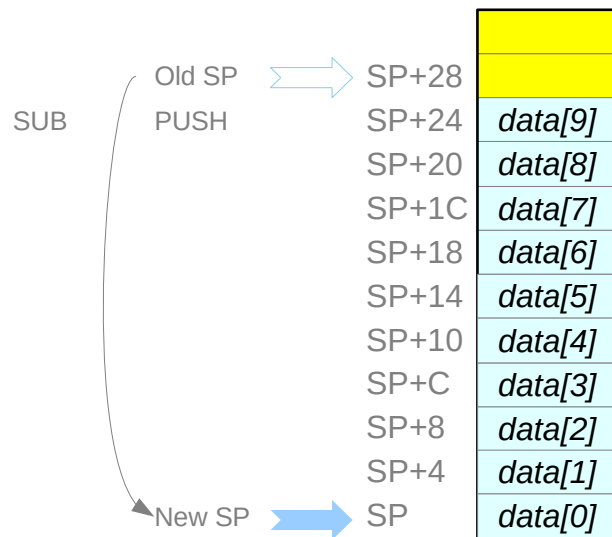 Old SP SP+28
SUB PUSH SP+24 data[9]
SP+20 data[8]
SP+1C data[7]
SP+18 data[6]
SP+14 data[5]
SP+10 data[4]
SP+C data[3]
SP+8 data[2]
SP+4 data[1]
New SP SP data[0]